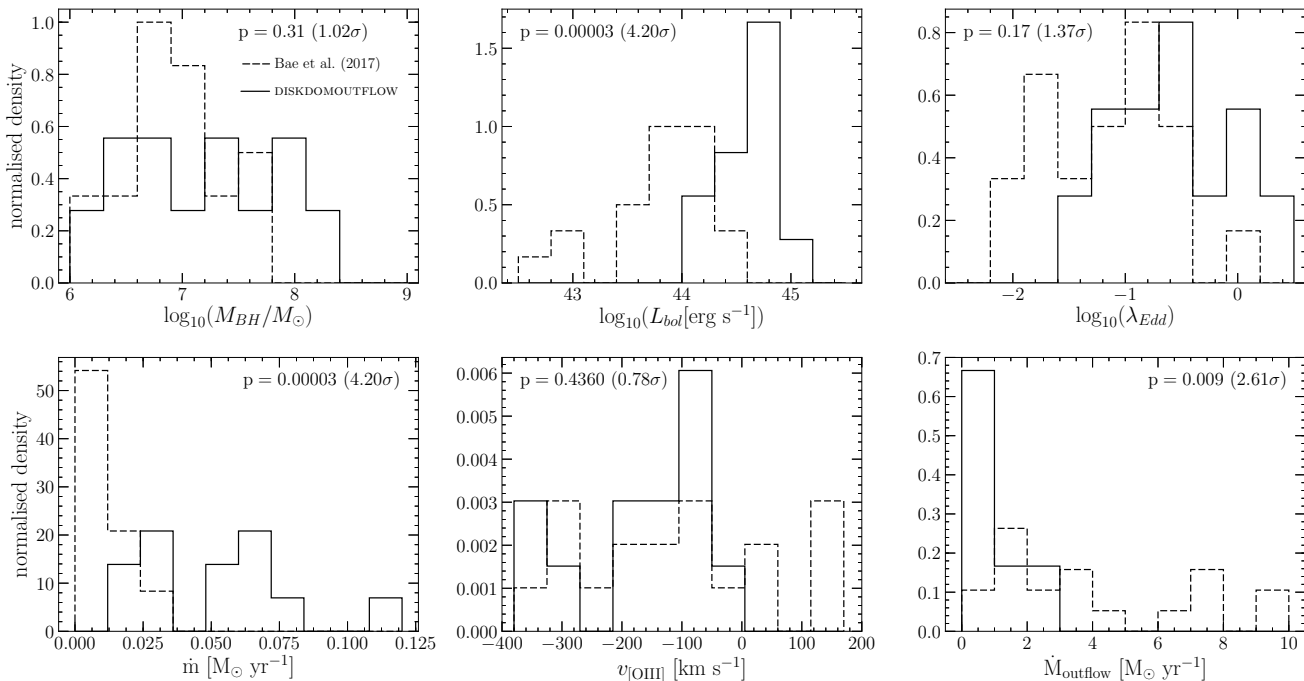 p = 0.31 (1.02σ)
Bae et al. (2017)
DISKDOMOUTFLOW
normalised density
0.0 0.2 0.4 0.6 0.8 1.0
6 7 8 9
log₁₀(M_BH/M⊙)
p = 0.00003 (4.20σ)
0.0 0.5 1.0 1.5
43 44 45
log₁₀(L_bol[erg s⁻¹])
p = 0.17 (1.37σ)
0.0 0.2 0.4 0.6 0.8
−2 −1 0
log₁₀(λ_Edd)
p = 0.00003 (4.20σ)
normalised density
0 10 20 30 40 50
0.000 0.025 0.050 0.075 0.100 0.125
ṁ [M⊙ yr⁻¹]
p = 0.4360 (0.78σ)
0.000 0.001 0.002 0.003 0.004 0.005 0.006
−400 −300 −200 −100 0 100 200
v_[OIII] [km s⁻¹]
p = 0.009 (2.61σ)
0.0 0.1 0.2 0.3 0.4 0.5 0.6 0.7
0 2 4 6 8 10
Ṁ_outflow [M⊙ yr⁻¹]